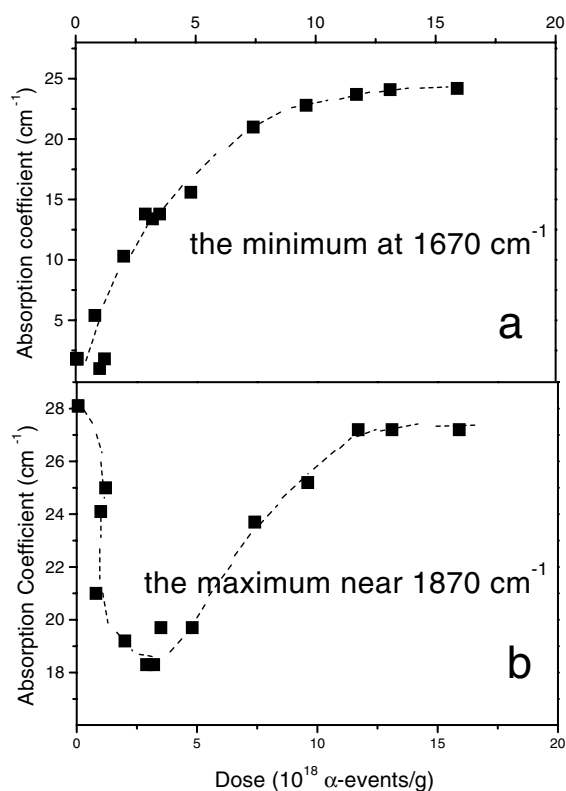 0 5 10 15 20
25
20
15
10
5
Absorption coefficient (cm⁻¹)
the minimum at 1670 cm⁻¹
a
28
26
24
22
20
18
Absorption Coefficient (cm⁻¹)
the maximum near 1870 cm⁻¹
b
0 5 10 15 20
Dose (10¹⁸ α-events/g)